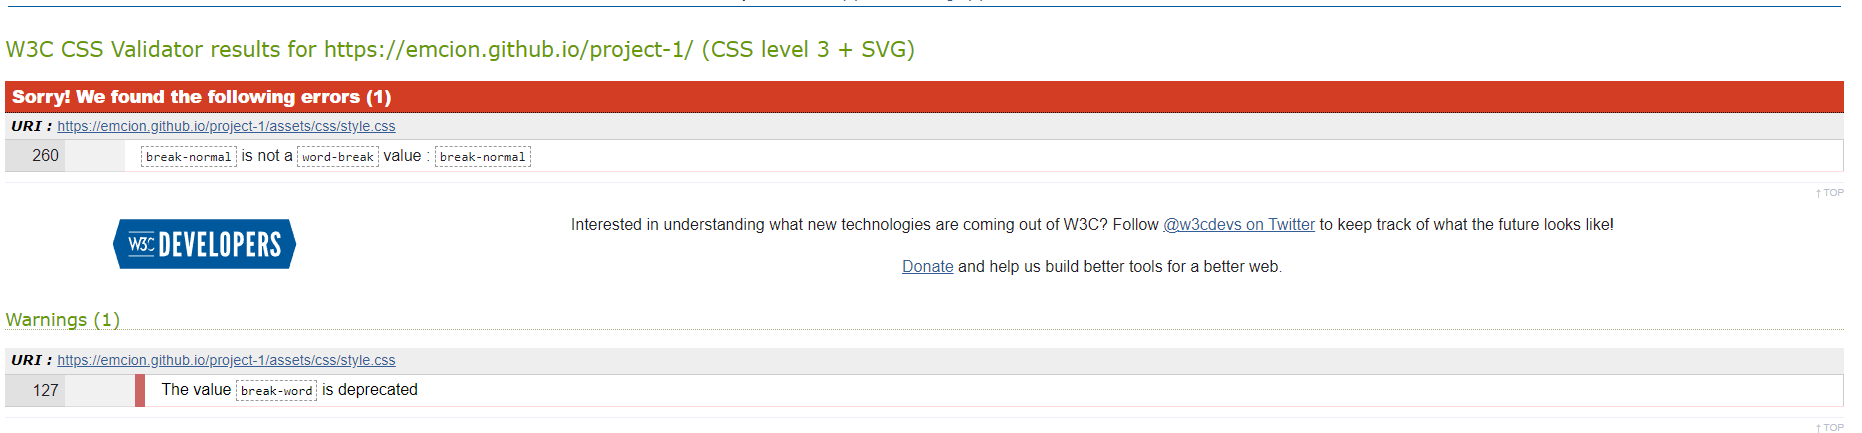 W3C CSS Validator results for https://emcion.github.io/project-1/ (CSS level 3 + SVG)
Sorry! We found the following errors (1)
URI : https://emcion.github.io/project-1/assets/css/style.css
260 break-normal is not a word-break value : break-normal
↑ TOP
W3C DEVELOPERS
Interested in understanding what new technologies are coming out of W3C? Follow @w3cdevs on Twitter to keep track of what the future looks like!
Donate and help us build better tools for a better web.
Warnings (1)
URI : https://emcion.github.io/project-1/assets/css/style.css
127 The value break-word is deprecated
↑ TOP